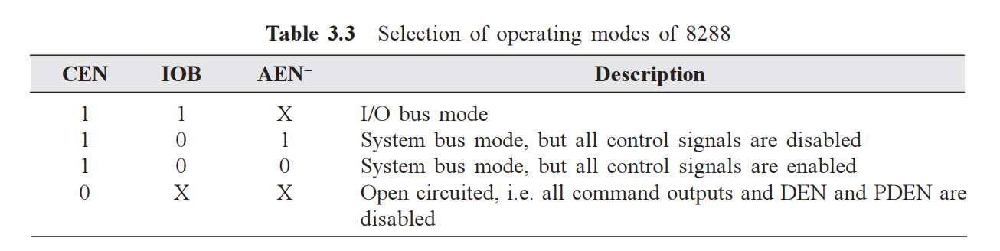 Table 3.3 Selection of operating modes of 8288
CEN IOB AEN– Description
1 1 X I/O bus mode
1 0 1 System bus mode, but all control signals are disabled
1 0 0 System bus mode, but all control signals are enabled
0 X X Open circuited, i.e. all command outputs and DEN and PDEN are
disabled